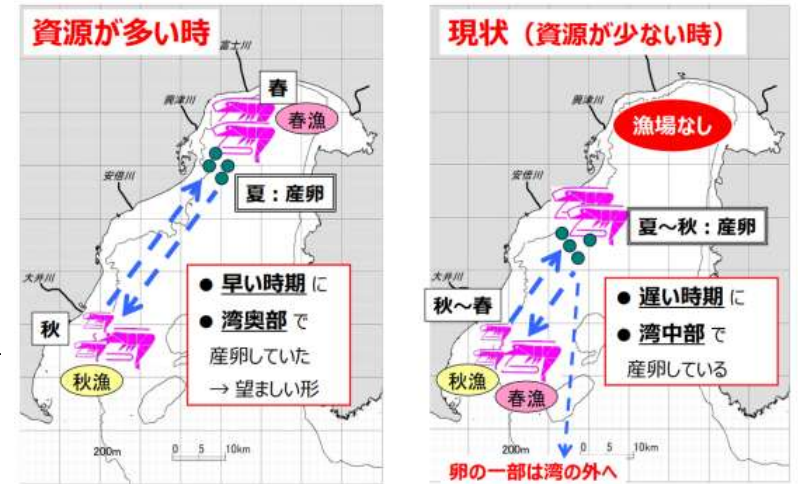 資源が多い時
富士川
春
興津川
春漁
安倍川
夏：産卵
大井川
● 早い時期 に
● 湾奥部 で
産卵していた
→ 望ましい形
秋
秋漁
200m
0 5 10km
現状（資源が少ない時）
興津川
漁場なし
安倍川
夏～秋：産卵
大井川
秋～春
● 遅い時期 に
● 湾中部 で
産卵している
秋漁
春漁
200m
0 5 10km
卵の一部は湾の外へ